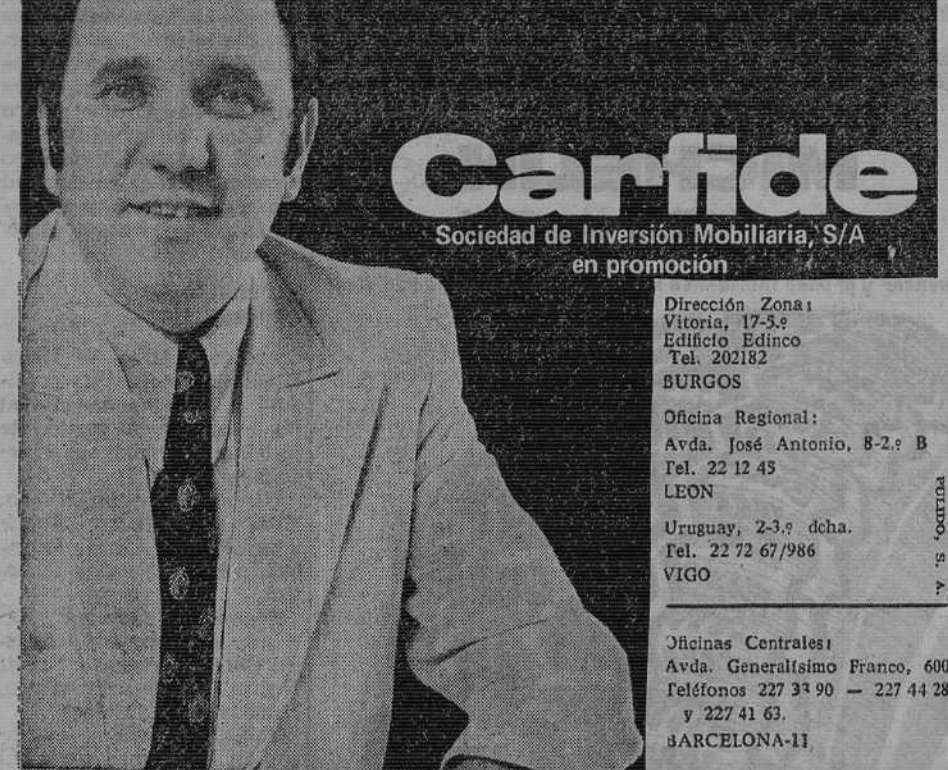 Carfide
Sociedad de Inversión Mobiliaria, S/A
en promoción
Dirección Zona:
Vitoria, 17-5.º
Edificio Edinco
Tel. 202182
BURGOS
Oficina Regional:
Avda. José Antonio, 8-2.º B
Tel. 22 12 45
LEON
Uruguay, 2-3.º dcha.
Tel. 22 72 67/986
VIGO
PULIDO, S. A.
Oficinas Centrales:
Avda. Generalísimo Franco, 600
Teléfonos 227 33 90 — 227 44 28
y 227 41 63.
BARCELONA-11